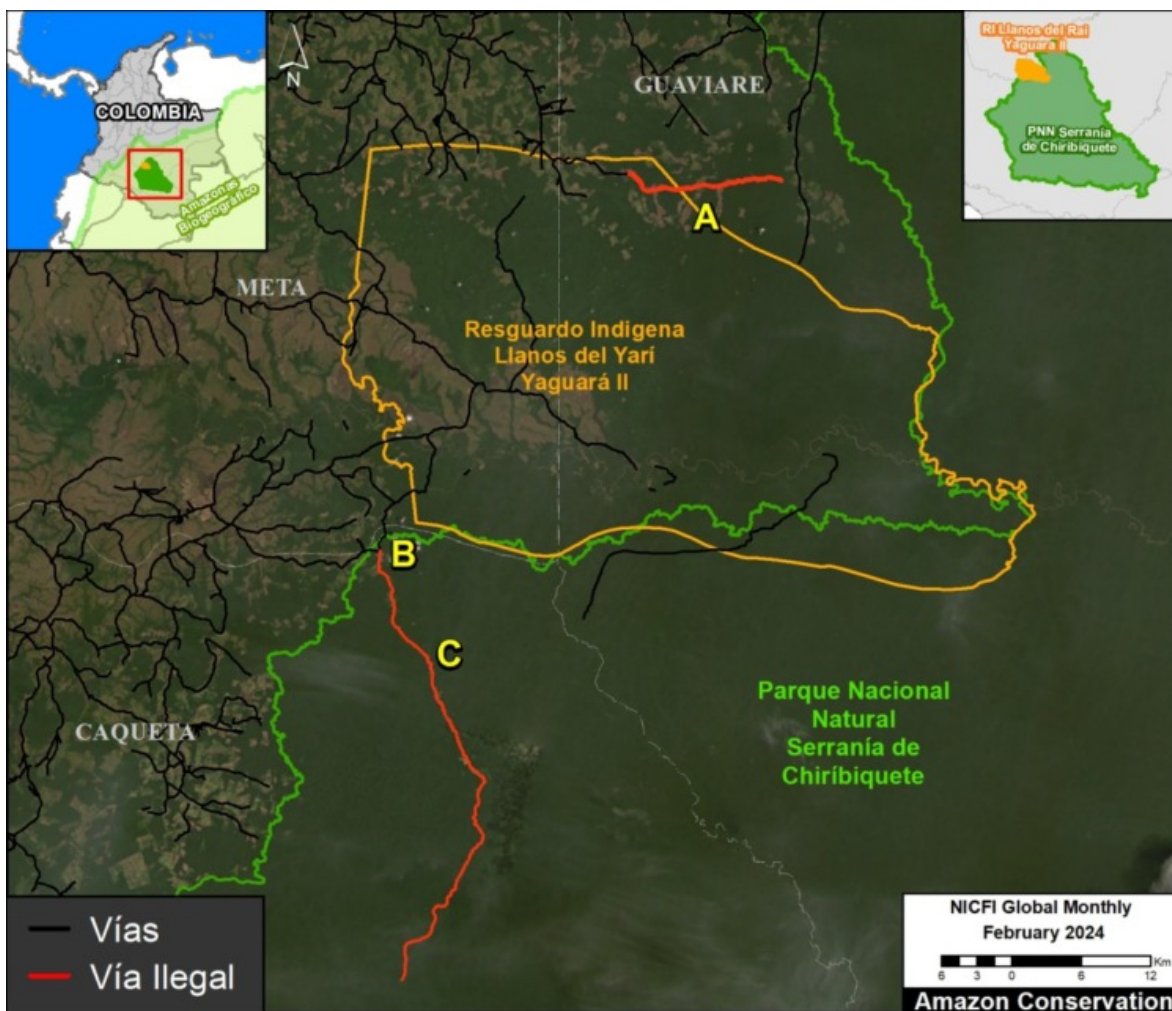 COLOMBIA
Amazonas
Biogeográfico
N
GUAVIARE
RI Llanos del Rai
Yaguara II
PNN Serranía
de Chiribiquete
A
META
Resguardo Indigena
Llanos del Yarí
Yaguará II
B
C
CAQUETA
Parque Nacional
Natural
Serranía de
Chiríbiquete
Vías
Vía Ilegal
NICFI Global Monthly
February 2024
Km
6 3 0 6 12
Amazon Conservation